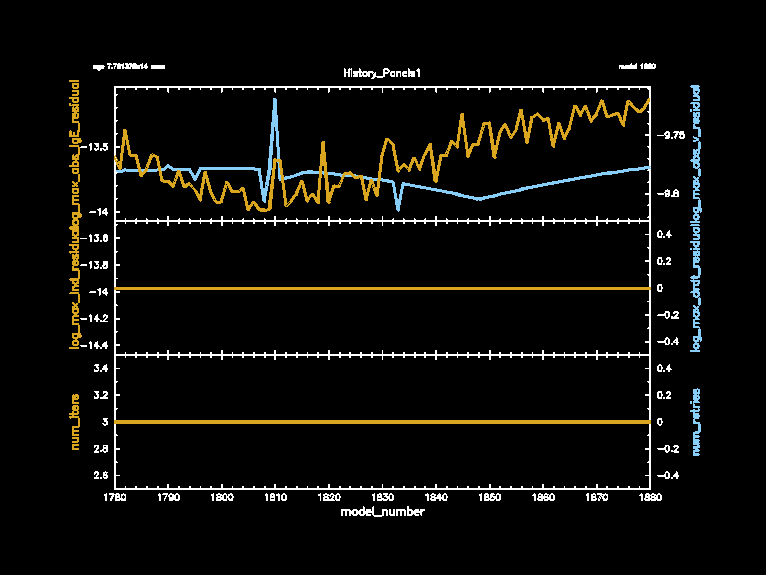 age 7.781378e14 secs
model 1880
History_Panels1
log_max_abs_lgE_residual
-13.5
-14
-9.75
-9.8
log_max_abs_v_residual
log_max_lnd_residual
-13.6
-13.8
-14
-14.2
-14.4
0.4
0.2
0
-0.2
-0.4
log_max_drdt_residual
num_iters
3.4
3.2
3
2.8
2.6
0.4
0.2
0
-0.2
-0.4
num_retries
1780 1790 1800 1810 1820 1830 1840 1850 1860 1870 1880
model_number